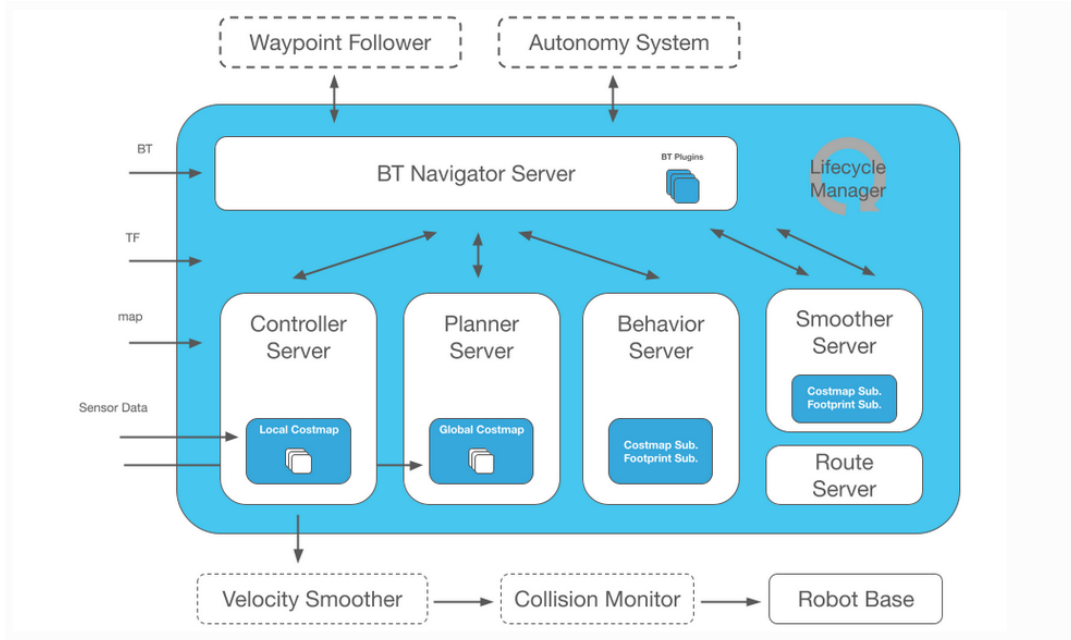 Waypoint Follower
Autonomy System
BT
BT Navigator Server
BT Plugins
Lifecycle
Manager
TF
map
Sensor Data
Controller
Server
Local Costmap
Planner
Server
Global Costmap
Behavior
Server
Costmap Sub.
Footprint Sub.
Smoother
Server
Costmap Sub.
Footprint Sub.
Route
Server
Velocity Smoother
Collision Monitor
Robot Base